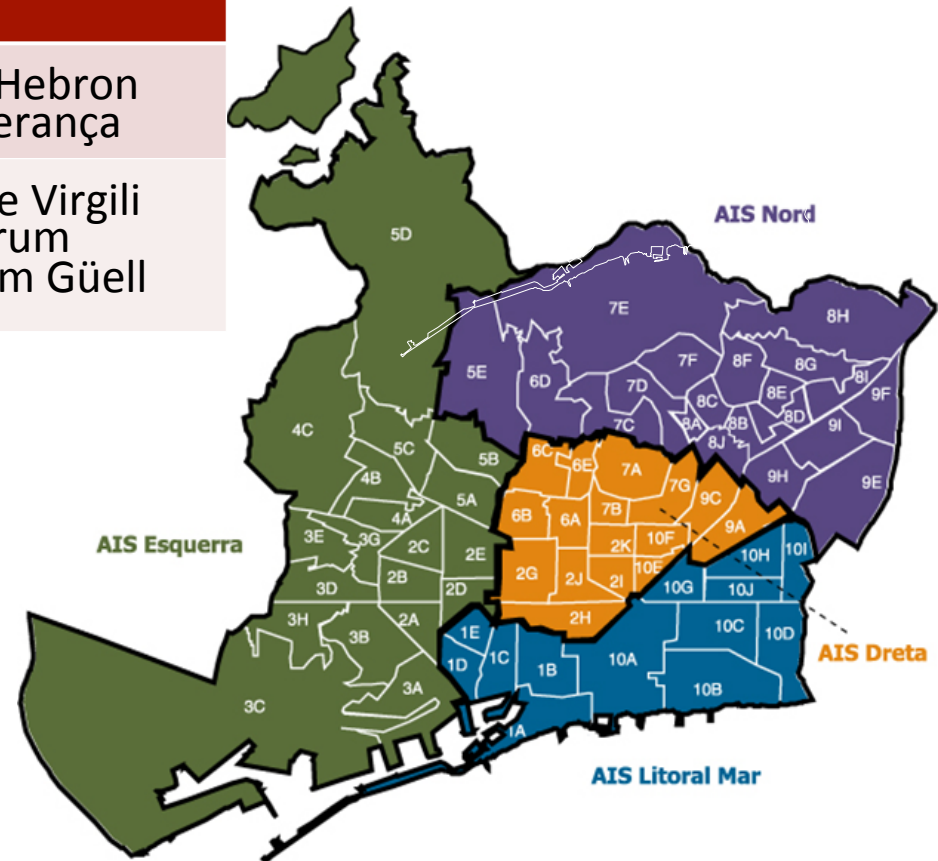 Hebron
erança
e Virgili
rum
m Güell
AIS Nord
5D
7E
8H
5E
6D
7F
8F
8G
8I
7D
8C
8E
9F
4C
7C
8A
8B
8D
9I
8J
5C
5B
6C
6E
7A
7G
9H
9E
4B
5A
9C
4A
6B
6A
7B
9A
3E
3G
2C
2E
2K
10F
10H
10I
AIS Esquerra
3D
2B
2D
2G
2J
2I
10E
10G
10J
3H
3B
2A
1E
2H
10C
10D
1D
1C
1B
10A
AIS Dreta
3C
3A
10B
1A
AIS Litoral Mar